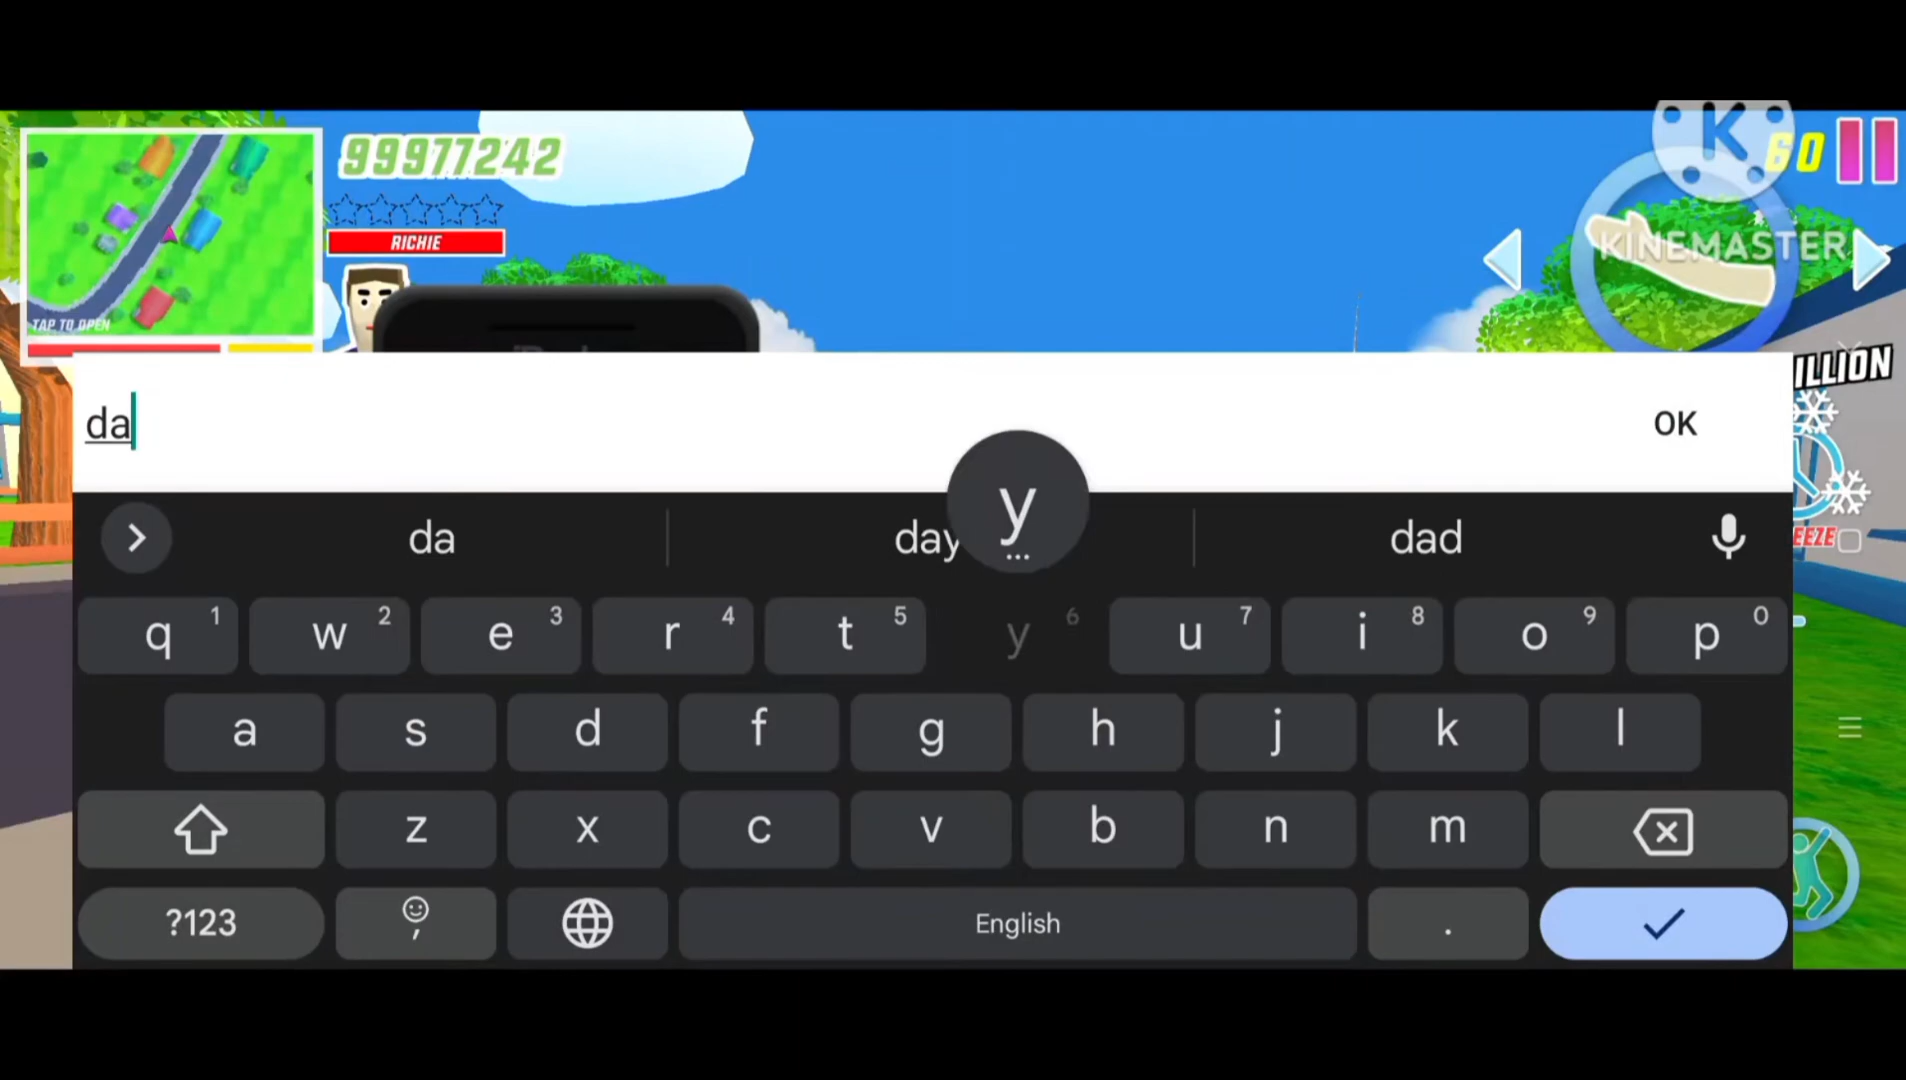 99977242
60
RICHIE
K
KINEMASTER
TAP TO OPEN
ILLION
da
OK
EEZE
da day dad
y
...
q 1 w 2 e 3 r 4 t 5 y 6 u 7 i 8 o 9 p 0
a s d f g h j k l
z x c v b n m
?123 , English .